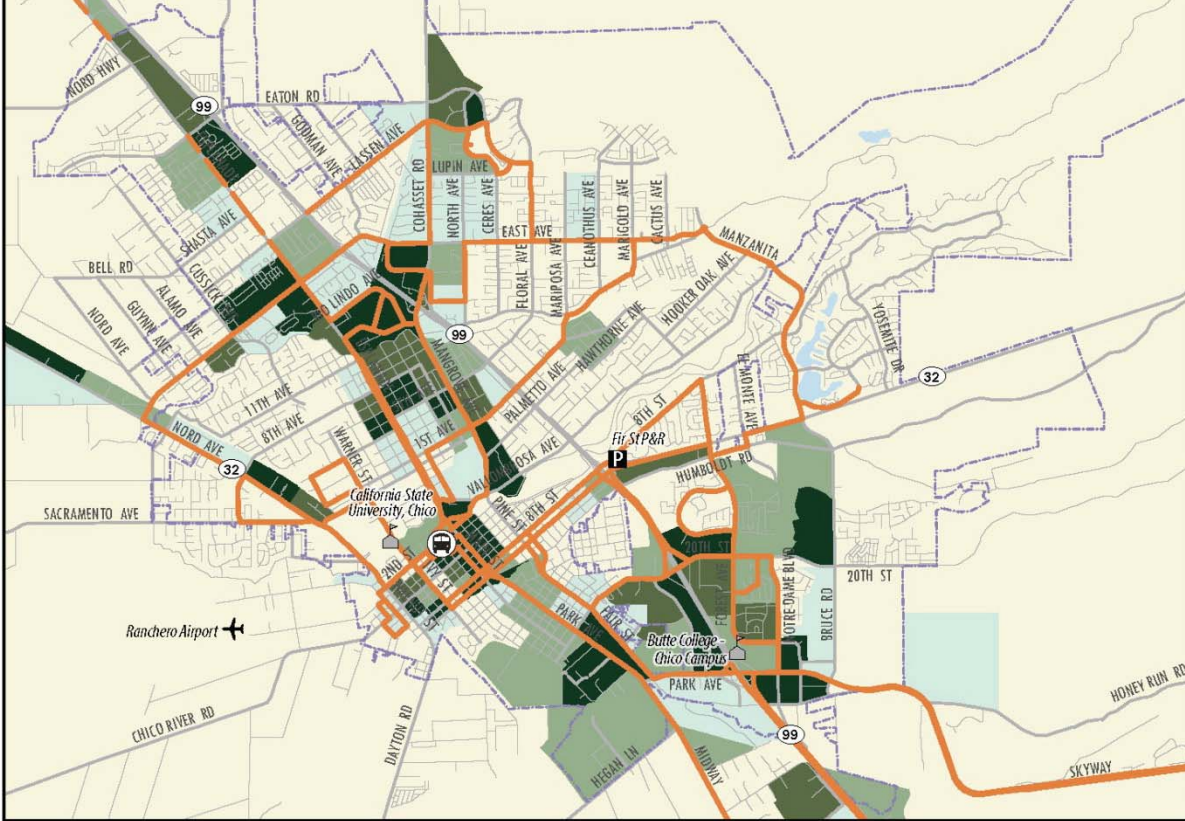 NORD HWY
99
EATON RD
GODMAN AVE
LASSEN AVE
LUPIN AVE
COHASSET RD
NORTH AVE
CERES AVE
EAST AVE
FLORAL AVE
MARIPOSA AVE
CEANOTHUS AVE
MARIGOLD AVE
CACTUS AVE
MANZANITA
SHASTA AVE
BELL RD
CUSSICK
ALAMO AVE
GUYNN AVE
NORD AVE
LINDO AVE
99
MANGROVE
HOOKER OAK AVE
HAWTHORNE AVE
PALMETTO AVE
YOSEMITE DR
32
EL MONTE AVE
11TH AVE
8TH AVE
1ST AVE
WARNER ST
NORD AVE
32
8TH ST
Fir St P&R
P
HUMBOLDT RD
VALLOMBROSA AVE
California State
University, Chico
PINE ST
8TH ST
SACRAMENTO AVE
2ND ST
IVY ST
ST
20TH ST
20TH ST
FOREST AVE
NOTRE DAME BLVD
BRUCE RD
Ranchero Airport
PARK AVE
FAIR ST
Butte College -
Chico Campus
PARK AVE
HONEY RUN RD
CHICO RIVER RD
DAYTON RD
99
HEGAN LN
MIDWAY
SKYWAY